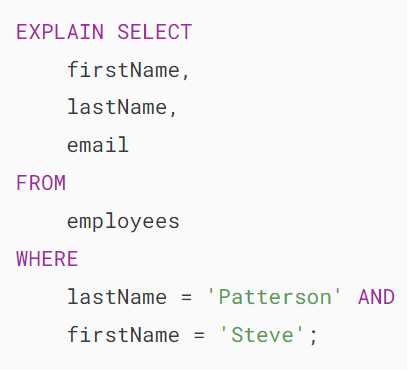 EXPLAIN SELECT
    firstName,
    lastName,
    email
FROM
    employees
WHERE
    lastName = 'Patterson' AND
    firstName = 'Steve';